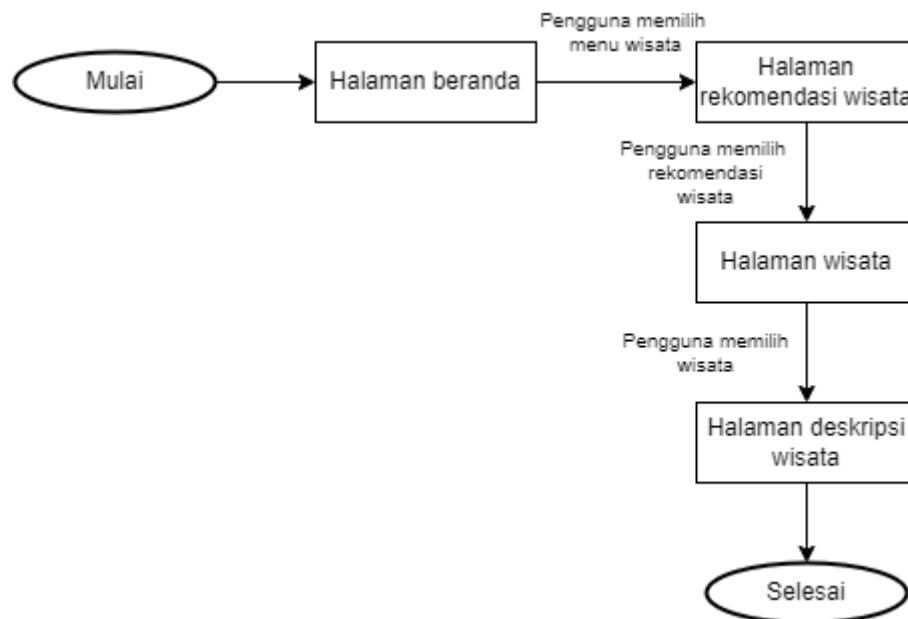 Mulai
Halaman beranda
Pengguna memilih
menu wisata
Halaman
rekomendasi wisata
Pengguna memilih
rekomendasi
wisata
Halaman wisata
Pengguna memilih
wisata
Halaman deskripsi
wisata
Selesai